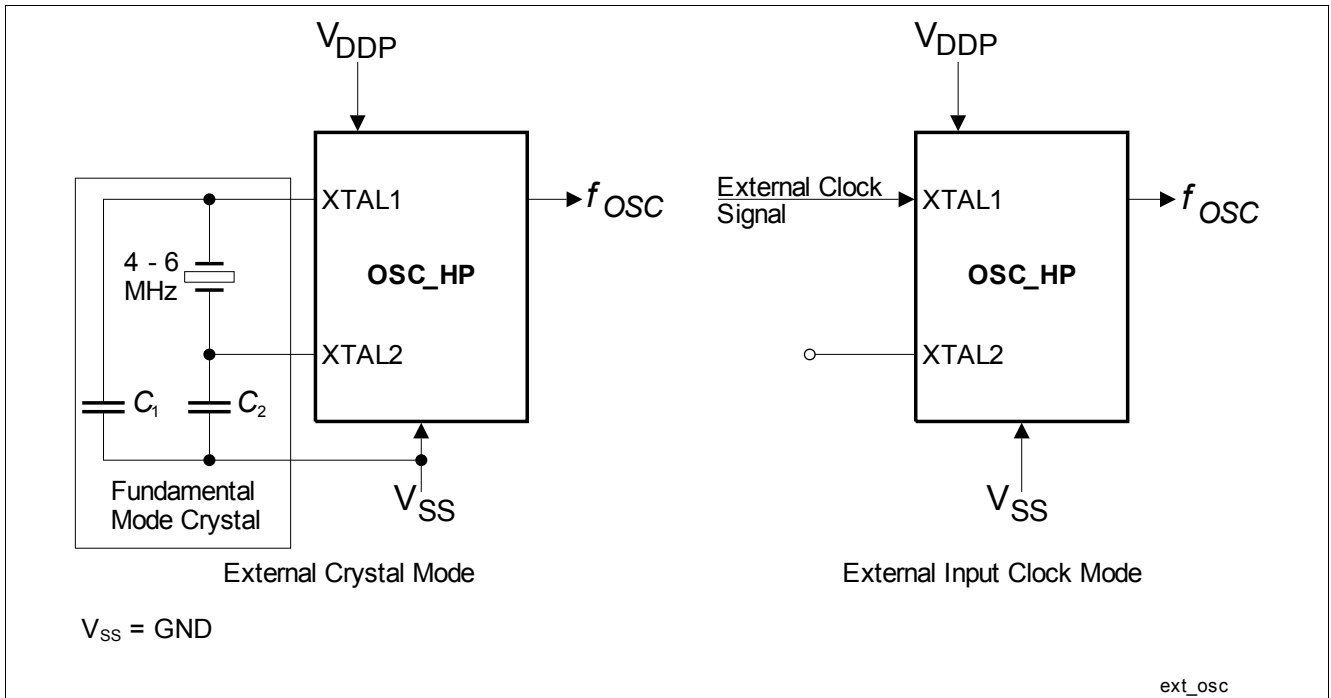 VDDP
XTAL1
fOSC
4 - 6
MHz
OSC_HP
XTAL2
C1
C2
Fundamental
Mode Crystal
VSS
External Crystal Mode
VSS = GND
VDDP
External Clock
Signal
XTAL1
fOSC
OSC_HP
XTAL2
VSS
External Input Clock Mode
ext_osc